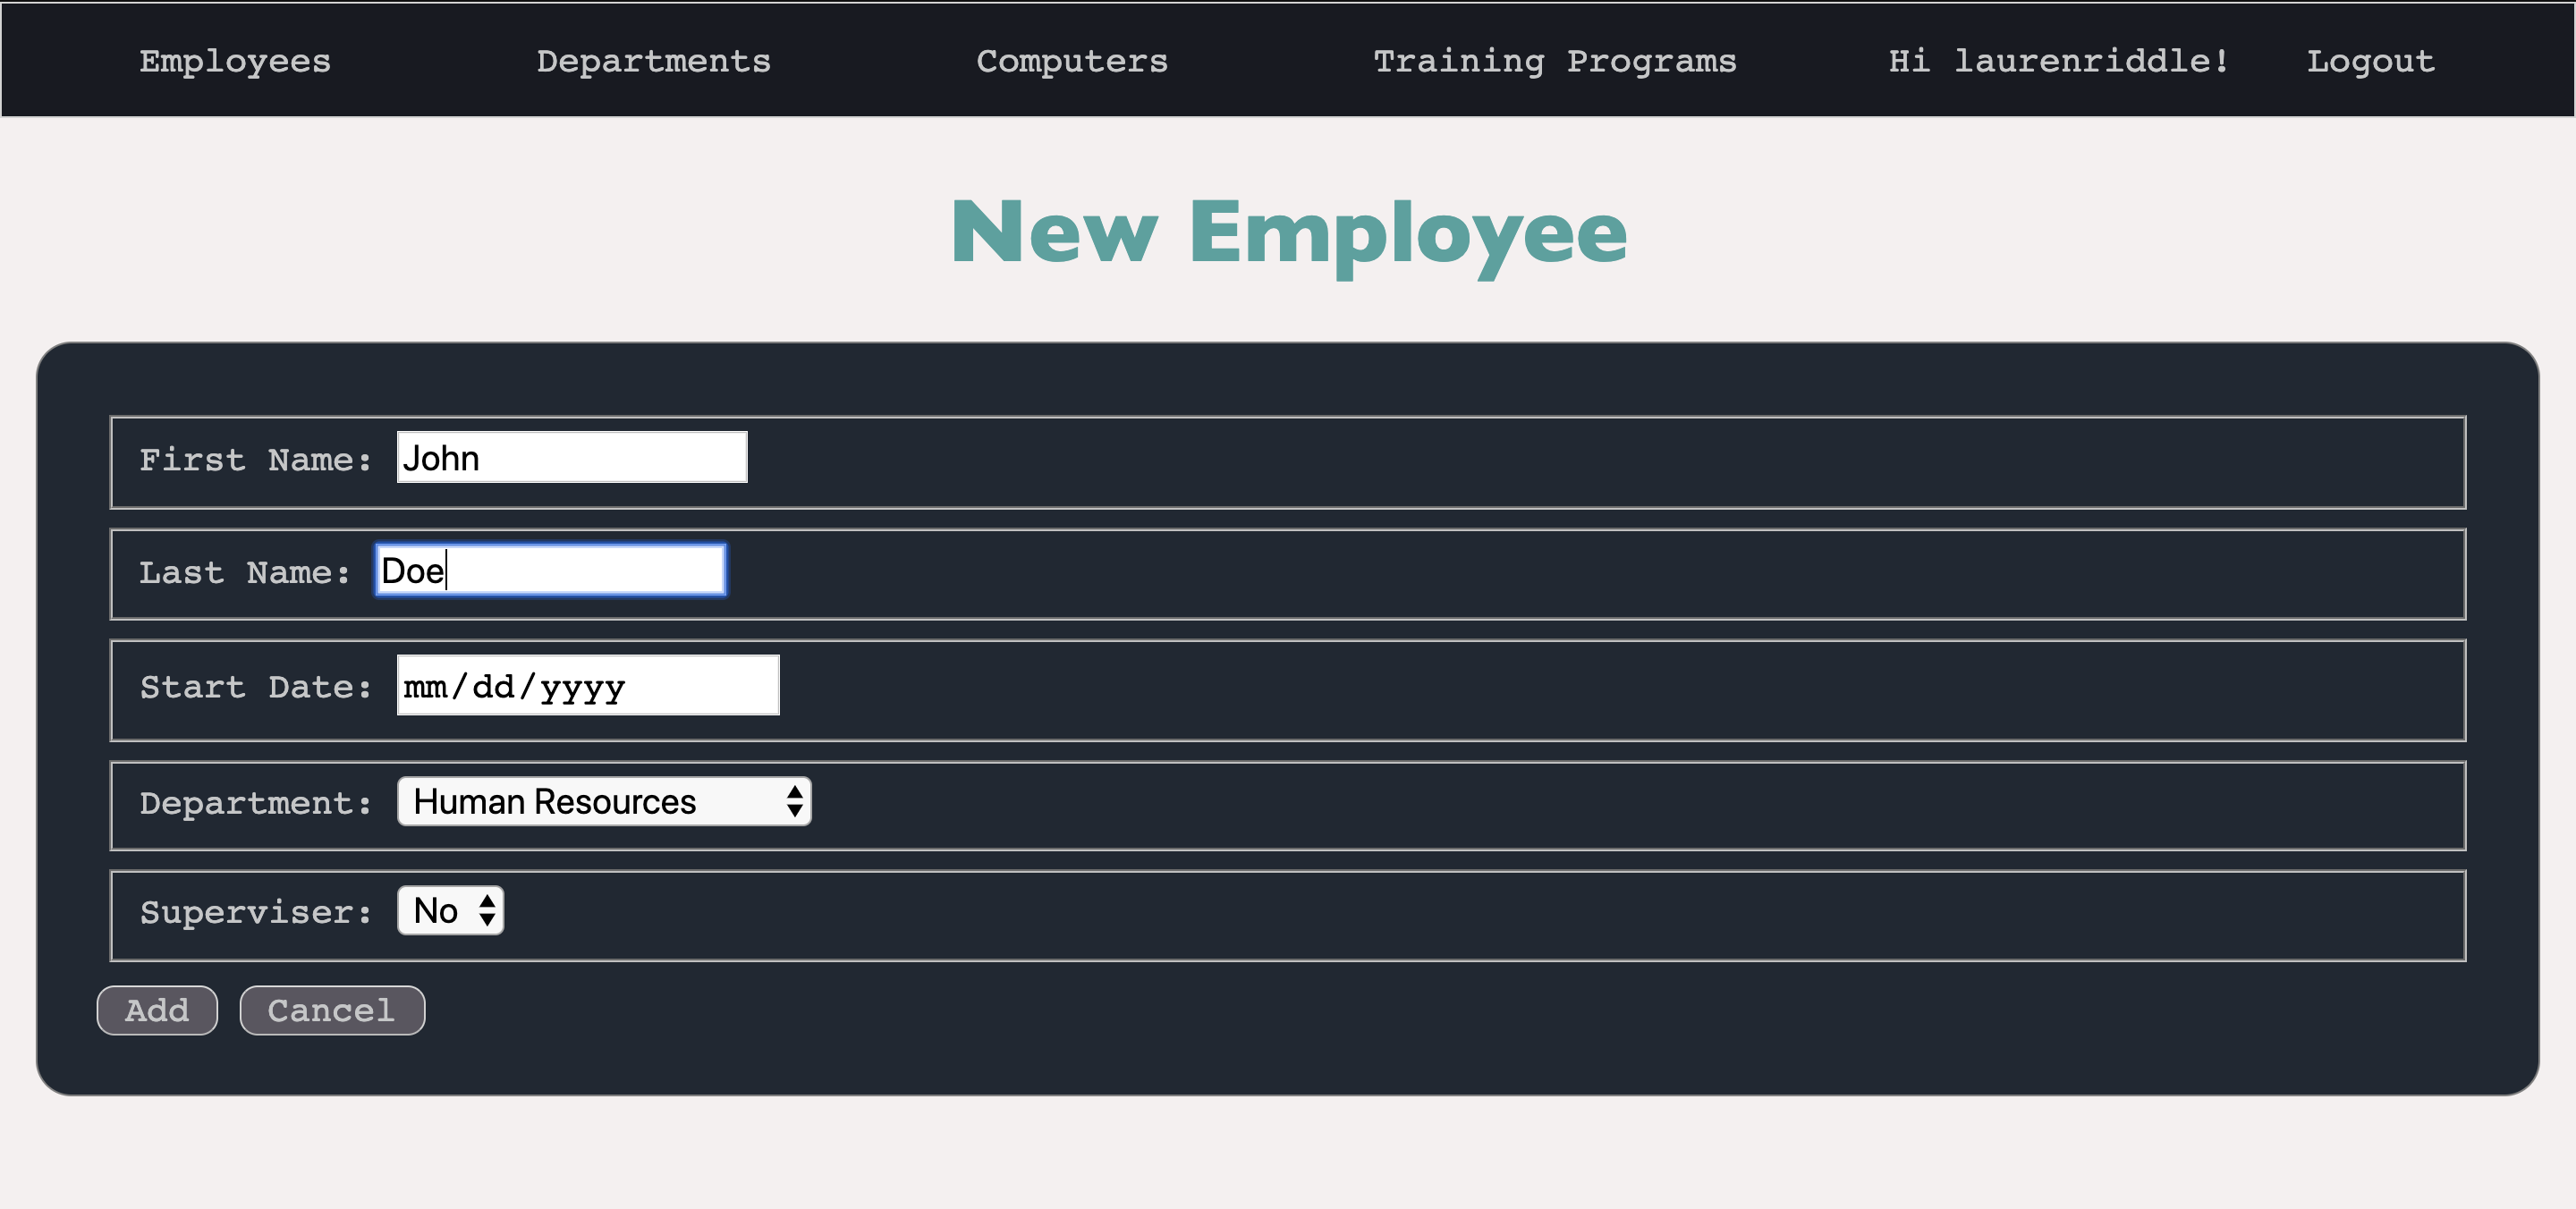 Employees Departments Computers Training Programs Hi laurenriddle! Logout
New Employee
First Name: John
Last Name: Doe
Start Date: mm/dd/yyyy
Department: Human Resources
Superviser: No
Add Cancel